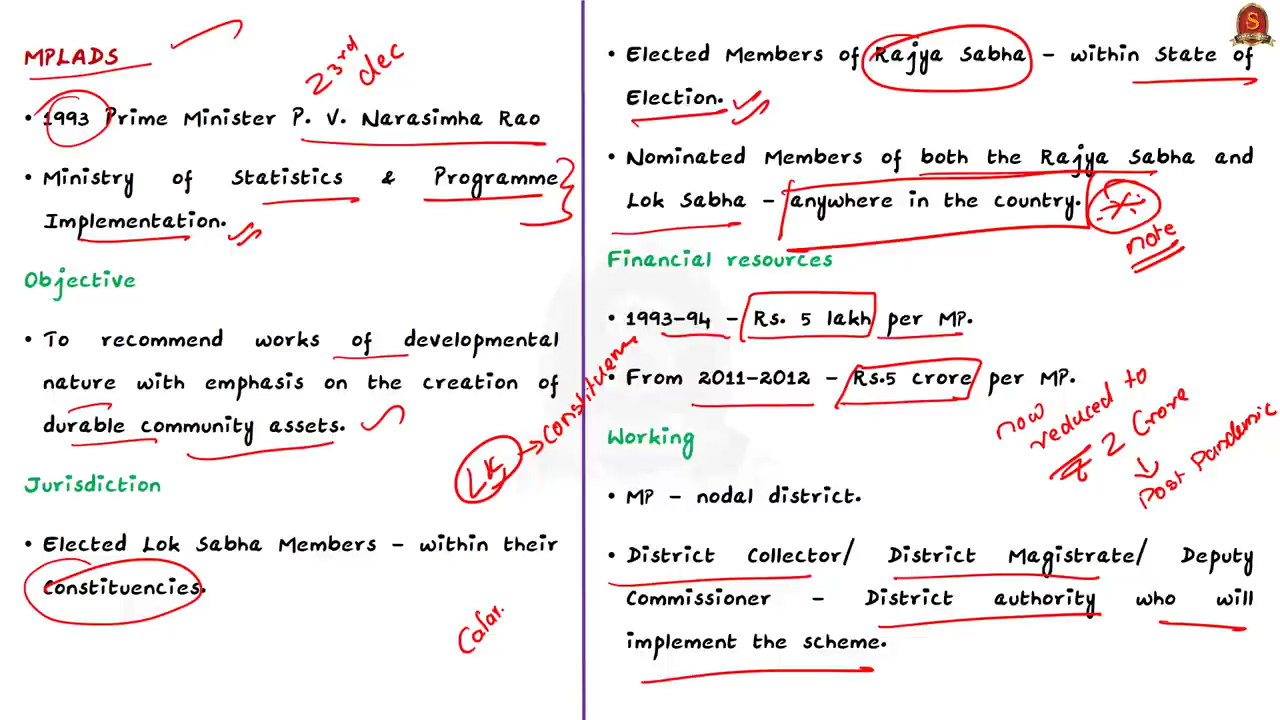 MPLADS
23rd dec
• 1993 Prime Minister P. V. Narasimha Rao
• Ministry of Statistics & Programme
Implementation.
Objective
• To recommend works of developmental
nature with emphasis on the creation of
durable community assets.
Jurisdiction
• Elected Lok Sabha Members - within their
Constituencies.
• Elected Members of Rajya Sabha - within State of
Election.
• Nominated Members of both the Rajya Sabha and
Lok Sabha - anywhere in the country.
note
Financial resources
• 1993-94 - Rs. 5 lakh per MP.
• From 2011-2012 - Rs.5 crore per MP.
now
reduced to
2 Crore
Post Pandemic
Working
• MP - nodal district.
• District Collector/ District Magistrate/ Deputy
Commissioner - District authority who will
implement the scheme.